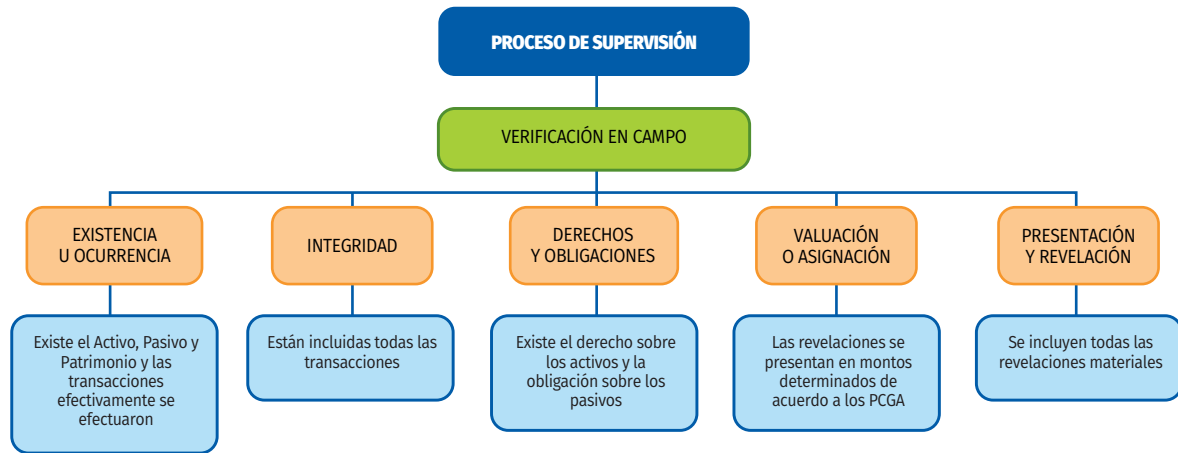 PROCESO DE SUPERVISIÓN
VERIFICACIÓN EN CAMPO
EXISTENCIA
U OCURRENCIA
INTEGRIDAD
DERECHOS
Y OBLIGACIONES
VALUACIÓN
O ASIGNACIÓN
PRESENTACIÓN
Y REVELACIÓN
Existe el Activo, Pasivo y
Patrimonio y las
transacciones
efectivamente se
efectuaron
Están incluidas todas las
transacciones
Existe el derecho sobre
los activos y la
obligación sobre los
pasivos
Las revelaciones se
presentan en montos
determinados de
acuerdo a los PCGA
Se incluyen todas las
revelaciones materiales